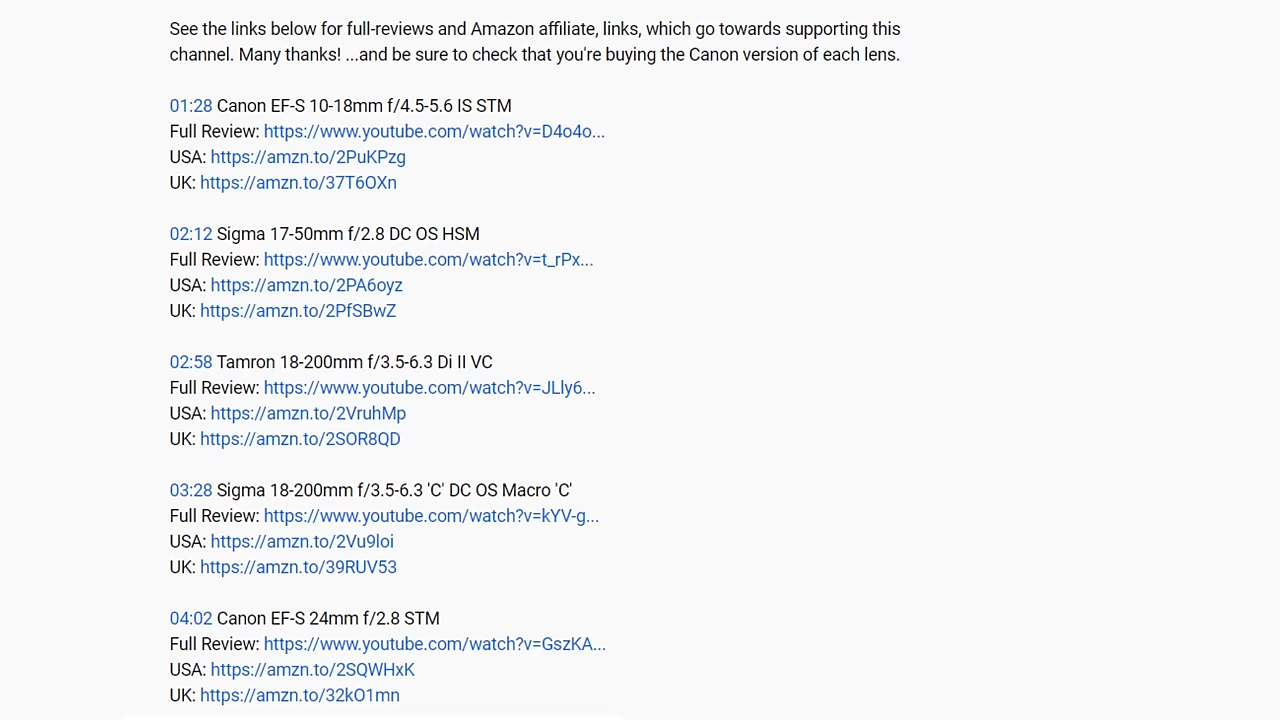 See the links below for full-reviews and Amazon affiliate, links, which go towards supporting this
channel. Many thanks! ...and be sure to check that you're buying the Canon version of each lens.
01:28 Canon EF-S 10-18mm f/4.5-5.6 IS STM
Full Review: https://www.youtube.com/watch?v=D4o4o...
USA: https://amzn.to/2PuKPzg
UK: https://amzn.to/37T6OXn
02:12 Sigma 17-50mm f/2.8 DC OS HSM
Full Review: https://www.youtube.com/watch?v=t_rPx...
USA: https://amzn.to/2PA6oyz
UK: https://amzn.to/2PfSBwZ
02:58 Tamron 18-200mm f/3.5-6.3 Di II VC
Full Review: https://www.youtube.com/watch?v=JLly6...
USA: https://amzn.to/2VruhMp
UK: https://amzn.to/2SOR8QD
03:28 Sigma 18-200mm f/3.5-6.3 'C' DC OS Macro 'C'
Full Review: https://www.youtube.com/watch?v=kYV-g...
USA: https://amzn.to/2Vu9loi
UK: https://amzn.to/39RUV53
04:02 Canon EF-S 24mm f/2.8 STM
Full Review: https://www.youtube.com/watch?v=GszKA...
USA: https://amzn.to/2SQWHxK
UK: https://amzn.to/32kO1mn